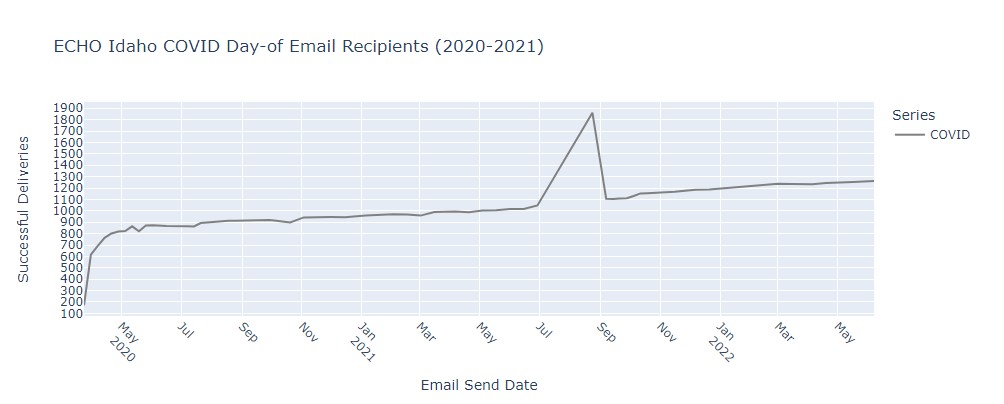 ECHO Idaho COVID Day-of Email Recipients (2020-2021)
Series
COVID
Successful Deliveries
1900
1800
1700
1600
1500
1400
1300
1200
1100
1000
900
800
700
600
500
400
300
200
100
May
2020
Jul
Sep
Nov
Jan
2021
Mar
May
Jul
Sep
Nov
Jan
2022
Mar
May
Email Send Date